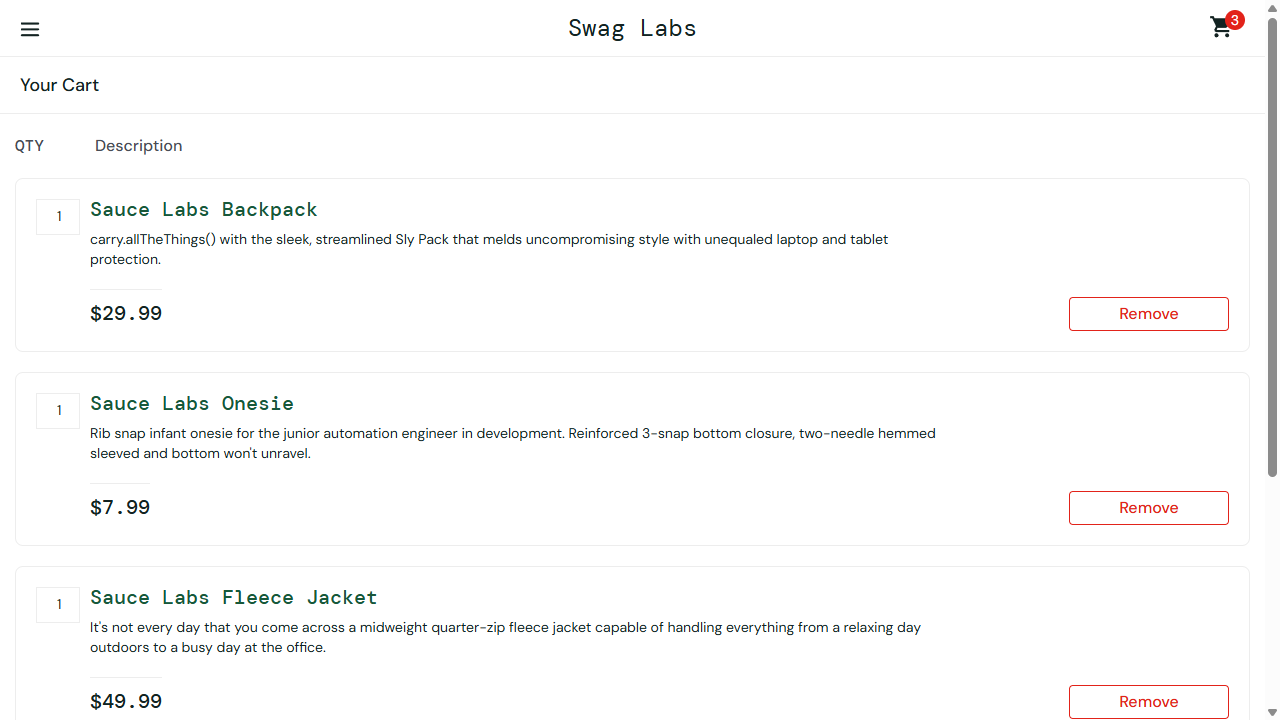 Swag Labs
3
Your Cart
QTY Description
1 Sauce Labs Backpack
carry.allTheThings() with the sleek, streamlined Sly Pack that melds uncompromising style with unequaled laptop and tablet
protection.
$29.99 Remove
1 Sauce Labs Onesie
Rib snap infant onesie for the junior automation engineer in development. Reinforced 3-snap bottom closure, two-needle hemmed
sleeved and bottom won't unravel.
$7.99 Remove
1 Sauce Labs Fleece Jacket
It's not every day that you come across a midweight quarter-zip fleece jacket capable of handling everything from a relaxing day
outdoors to a busy day at the office.
$49.99 Remove